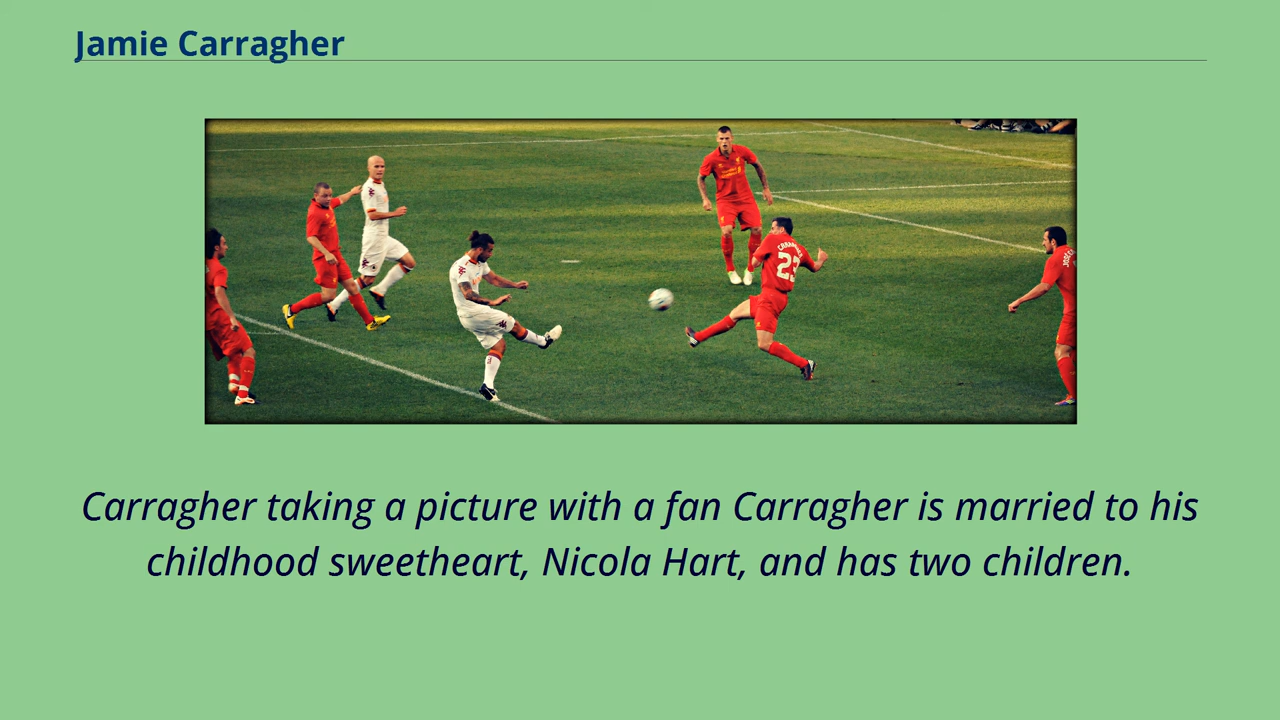 Jamie Carragher
23
Carragher taking a picture with a fan Carragher is married to his
childhood sweetheart, Nicola Hart, and has two children.